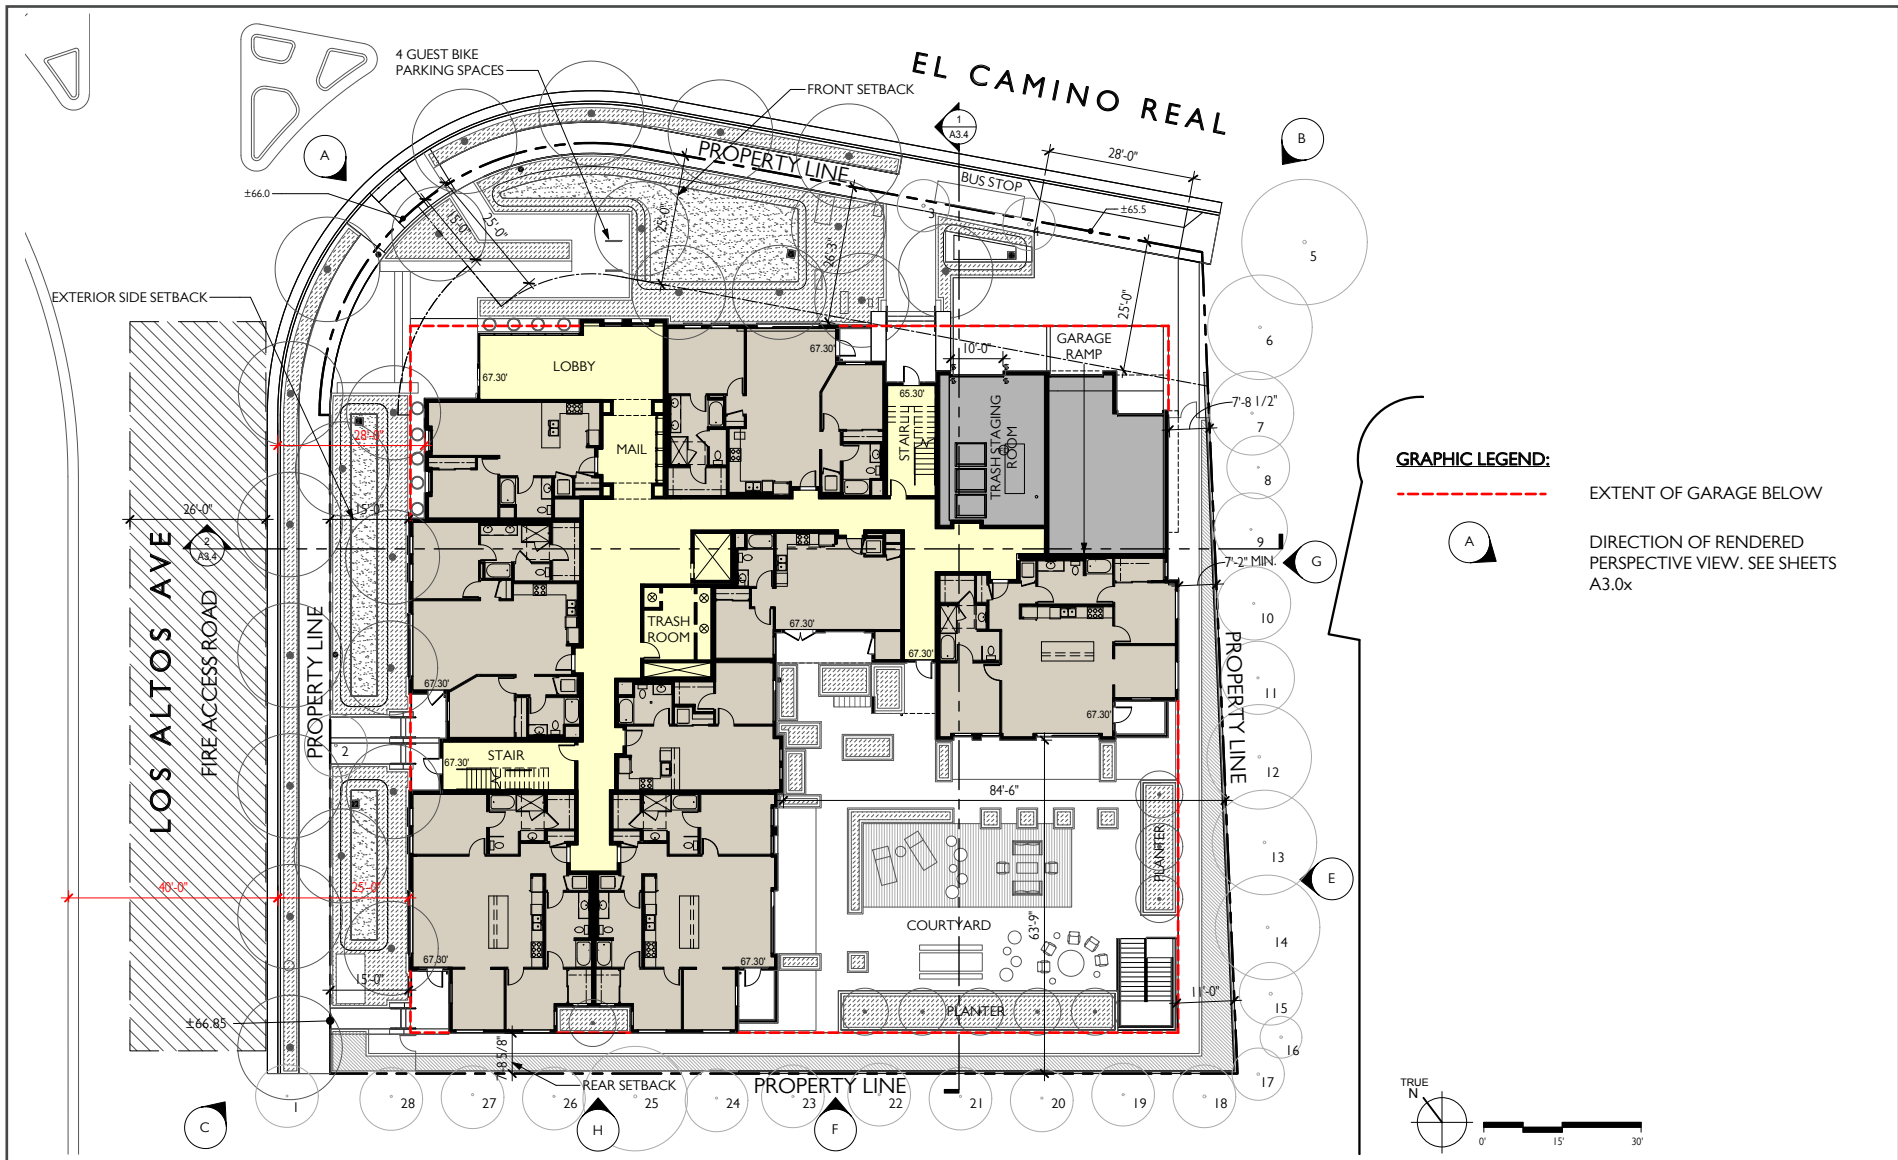 4 GUEST BIKE
PARKING SPACES
FRONT SETBACK
EL CAMINO REAL
1
A3.4
A
B
28'-0"
PROPERTY LINE
BUS STOP
±66.0
±65.5
3
4
5
15'-0"
25'-0"
25'-0"
26'-3"
25'-0"
EXTERIOR SIDE SETBACK
LOBBY
67.30'
67.30'
10'-0"
GARAGE
RAMP
6
65.30'
STAIR
TRASH STAGING
ROOM
7'-8 1/2"
7
28'-8"
MAIL
8
26'-0"
15'-0"
2
A3.4
9
7'-2" MIN.
G
LOS ALTOS AVE
FIRE ACCESS ROAD
PROPERTY LINE
TRASH
ROOM
67.30'
67.30'
10
PROPERTY LINE
67.30'
11
67.30'
2
STAIR
67.30'
12
84'-6"
13
PLANTER
E
40'-0"
25'-0"
COURTYARD
63'-9"
14
67.30'
67.30'
15'-0"
11'-0"
15
PLANTER
±66.85
16
7'-8 5/8"
REAR SETBACK
PROPERTY LINE
17
1
28
27
26
25
24
23
22
21
20
19
18
C
H
F
GRAPHIC LEGEND:
EXTENT OF GARAGE BELOW
A
DIRECTION OF RENDERED
PERSPECTIVE VIEW. SEE SHEETS
A3.0x
TRUE
N
0'
15'
30'